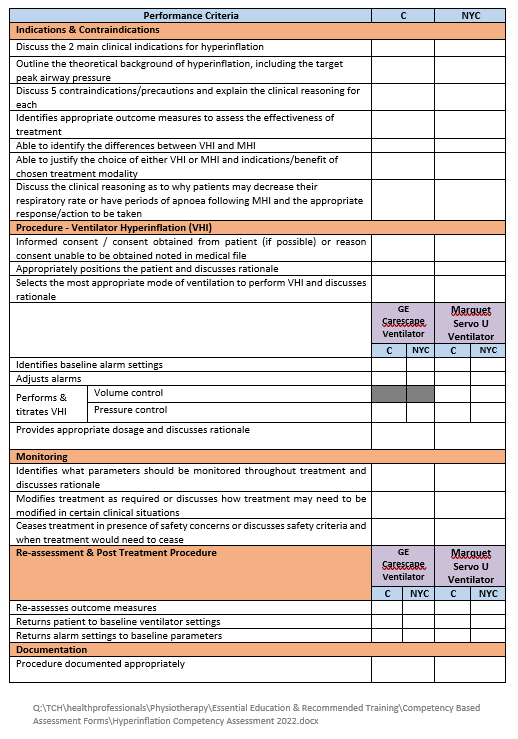 Performance Criteria C NYC
Indications & Contraindications
Discuss the 2 main clinical indications for hyperinflation
Outline the theoretical background of hyperinflation, including the target
peak airway pressure
Discuss 5 contraindications/precautions and explain the clinical reasoning for
each
Identifies appropriate outcome measures to assess the effectiveness of
treatment
Able to identify the differences between VHI and MHI
Able to justify the choice of either VHI or MHI and indications/benefit of
chosen treatment modality
Discuss the clinical reasoning as to why patients may decrease their
respiratory rate or have periods of apnoea following MHI and the appropriate
response/action to be taken
Procedure - Ventilator Hyperinflation (VHI)
Informed consent / consent obtained from patient (if possible) or reason
consent unable to be obtained noted in medical file
Appropriately positions the patient and discusses rationale
Selects the most appropriate mode of ventilation to perform VHI and discusses
rationale
GE
Carescape
Ventilator
Marquet
Servo U
Ventilator
C NYC C NYC
Identifies baseline alarm settings
Adjusts alarms
Performs &
titrates VHI
Volume control
Pressure control
Provides appropriate dosage and discusses rationale
Monitoring
Identifies what parameters should be monitored throughout treatment and
discusses rationale
Modifies treatment as required or discusses how treatment may need to be
modified in certain clinical situations
Ceases treatment in presence of safety concerns or discusses safety criteria and
when treatment would need to cease
Re-assessment & Post Treatment Procedure
GE
Carescape
Ventilator
Marquet
Servo U
Ventilator
C NYC C NYC
Re-assesses outcome measures
Returns patient to baseline ventilator settings
Returns alarm settings to baseline parameters
Documentation
Procedure documented appropriately
Q:\TCH\healthprofessionals\Physiotherapy\Essential Education & Recommended Training\Competency Based
Assessment Forms\Hyperinflation Competency Assessment 2022.docx